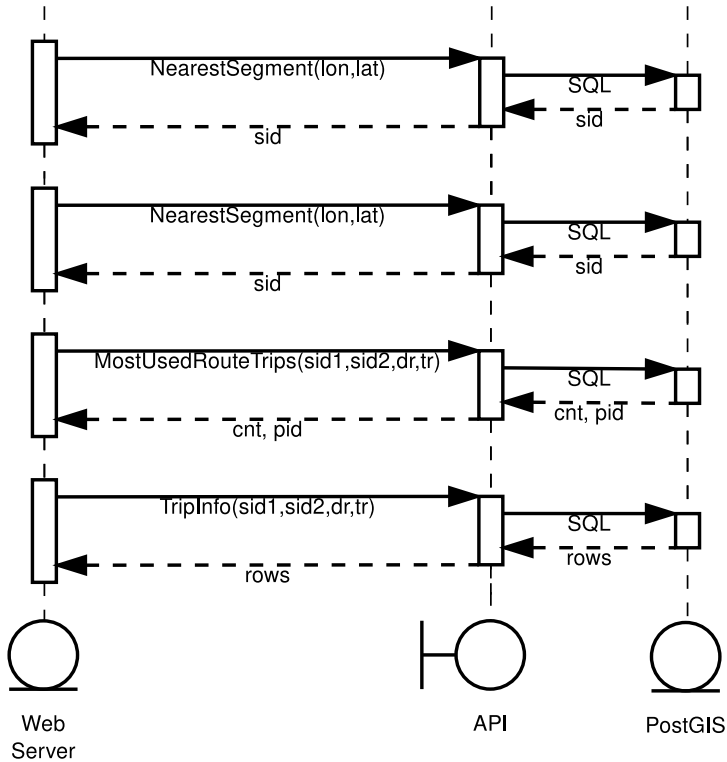 NearestSegment(lon,lat)
SQL
sid
sid
NearestSegment(lon,lat)
SQL
sid
sid
MostUsedRouteTrips(sid1,sid2,dr,tr)
SQL
cnt, pid
cnt, pid
TripInfo(sid1,sid2,dr,tr)
SQL
rows
rows
Web
Server
API
PostGIS